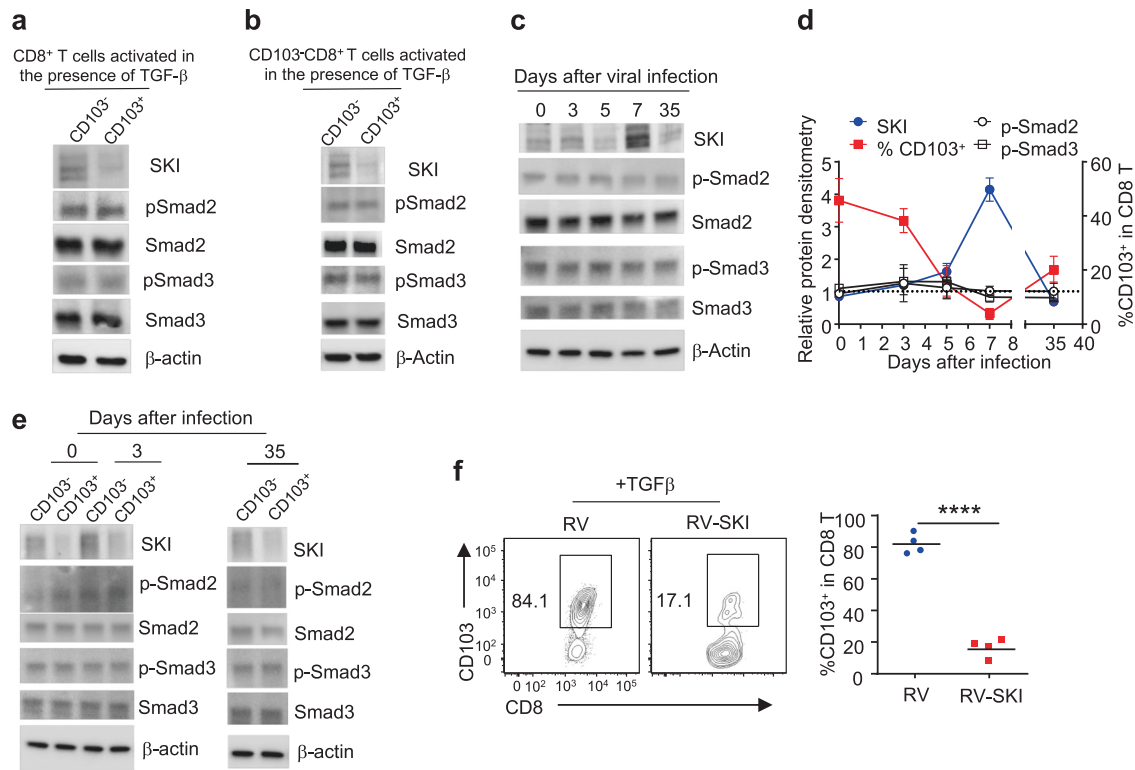 a
CD8+ T cells activated in
the presence of TGF-β
CD103-
CD103+
SKI
pSmad2
Smad2
pSmad3
Smad3
β-actin
b
CD103-CD8+ T cells activated
in the presence of TGF-β
CD103-
CD103+
SKI
pSmad2
Smad2
pSmad3
Smad3
β-Actin
c
Days after viral infection
0 3 5 7 35
SKI
p-Smad2
Smad2
p-Smad3
Smad3
β-Actin
d
SKI
% CD103+
p-Smad2
p-Smad3
Relative protein densitometry
5
4
3
2
1
0
60
40
20
0
%CD103+ in CD8 T
0 1 2 3 4 5 6 7 8 35 40
Days after infection
e
Days after infection
0 3 35
CD103-
CD103+
CD103-
CD103+
CD103-
CD103+
SKI
p-Smad2
Smad2
p-Smad3
Smad3
β-actin
SKI
p-Smad2
Smad2
p-Smad3
Smad3
β-actin
f
+TGFβ
RV RV-SKI
CD103
10⁵
10⁴
10³
10²
0
84.1
17.1
0 10² 10³ 10⁴ 10⁵
CD8
%CD103+ in CD8 T
100
80
60
40
20
0
****
RV RV-SKI